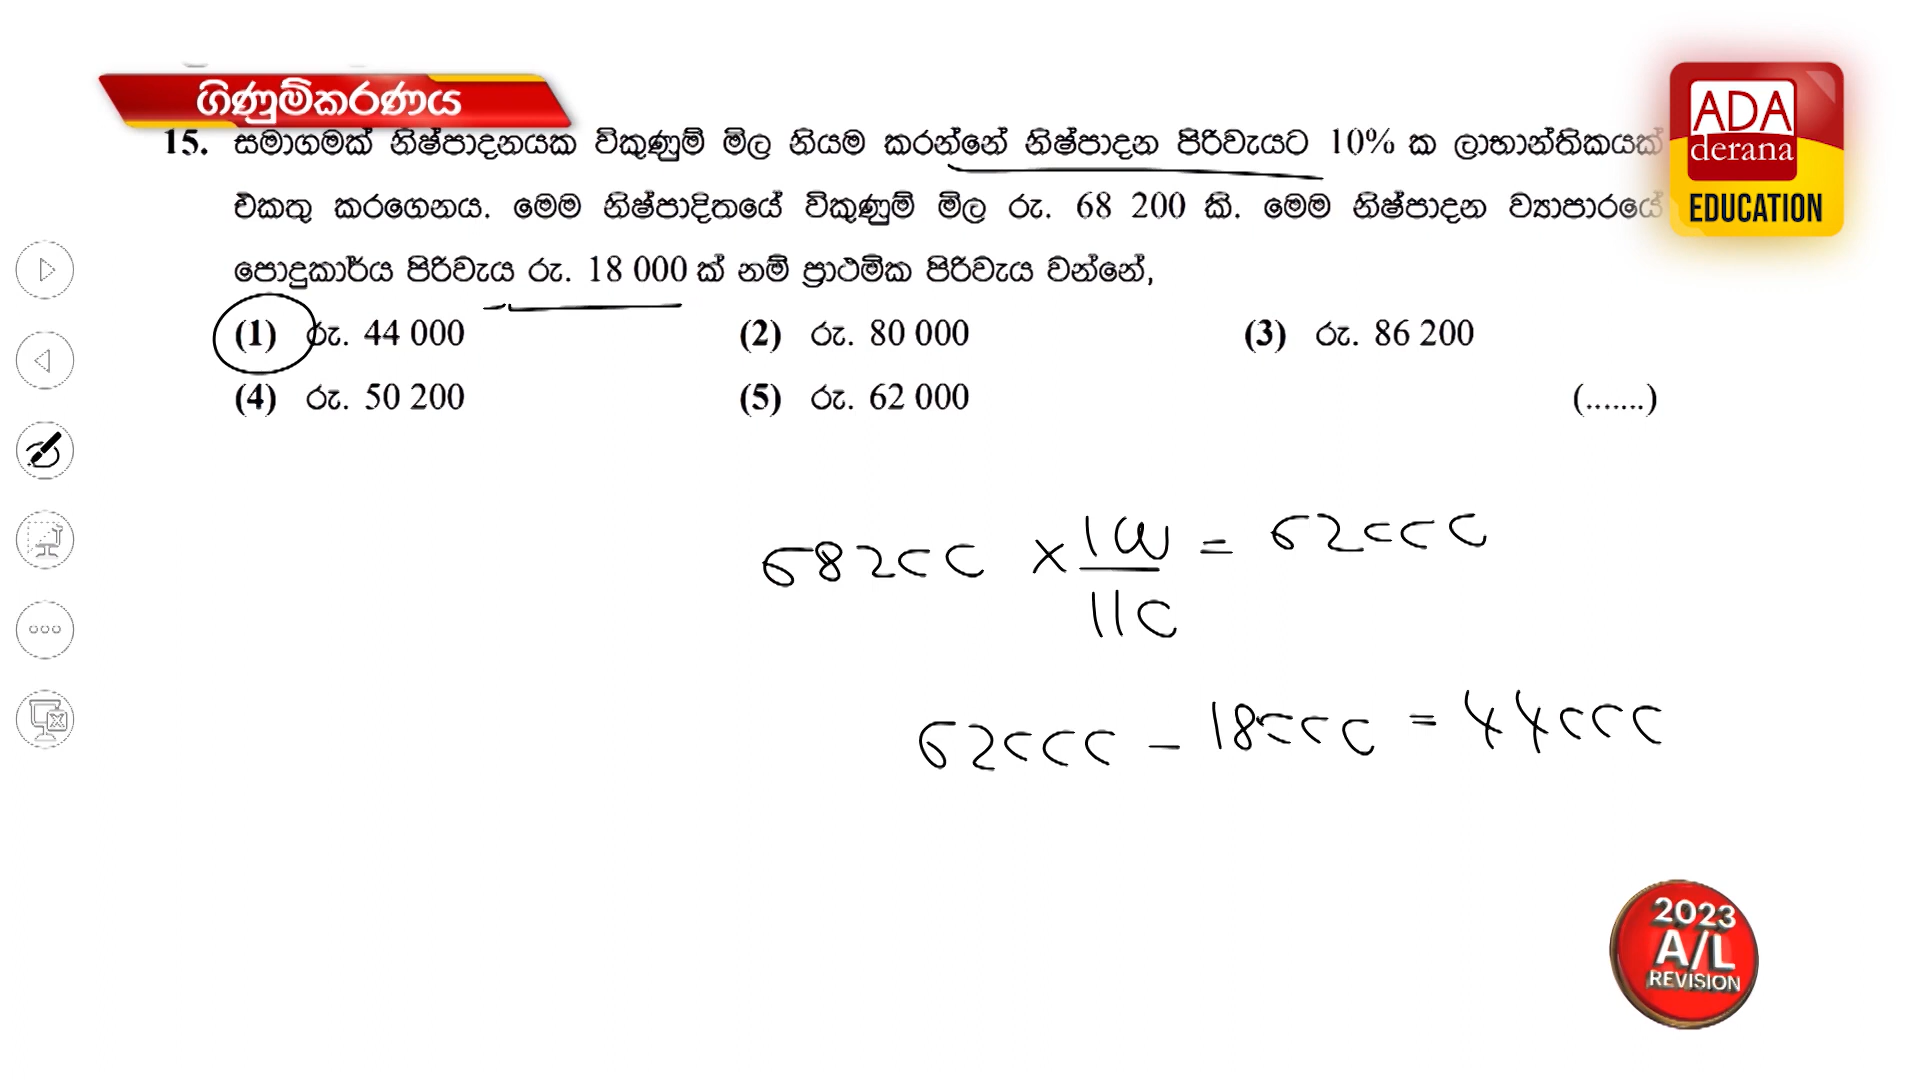 ගිණුම්කරණය
ADA
derana
EDUCATION
15. සමාගමක් නිෂ්පාදනයක විකුණුම් මිල නියම කරන්නේ නිෂ්පාදන පිරිවැයට 10% ක ලාභාන්තිකයක්
එකතු කරගෙනය. මෙම නිෂ්පාදිතයේ විකුණුම් මිල රු. 68 200 කි. මෙම නිෂ්පාදන ව්‍යාපාරයේ
පොදුකාර්ය පිරිවැය රු. 18 000 ක් නම් ප්‍රාථමික පිරිවැය වන්නේ,
(1) රු. 44 000 (2) රු. 80 000 (3) රු. 86 200
(4) රු. 50 200 (5) රු. 62 000 (.......)
68200 × 100/110 = 62000
62000 – 18000 = 44000
2023
A/L
REVISION